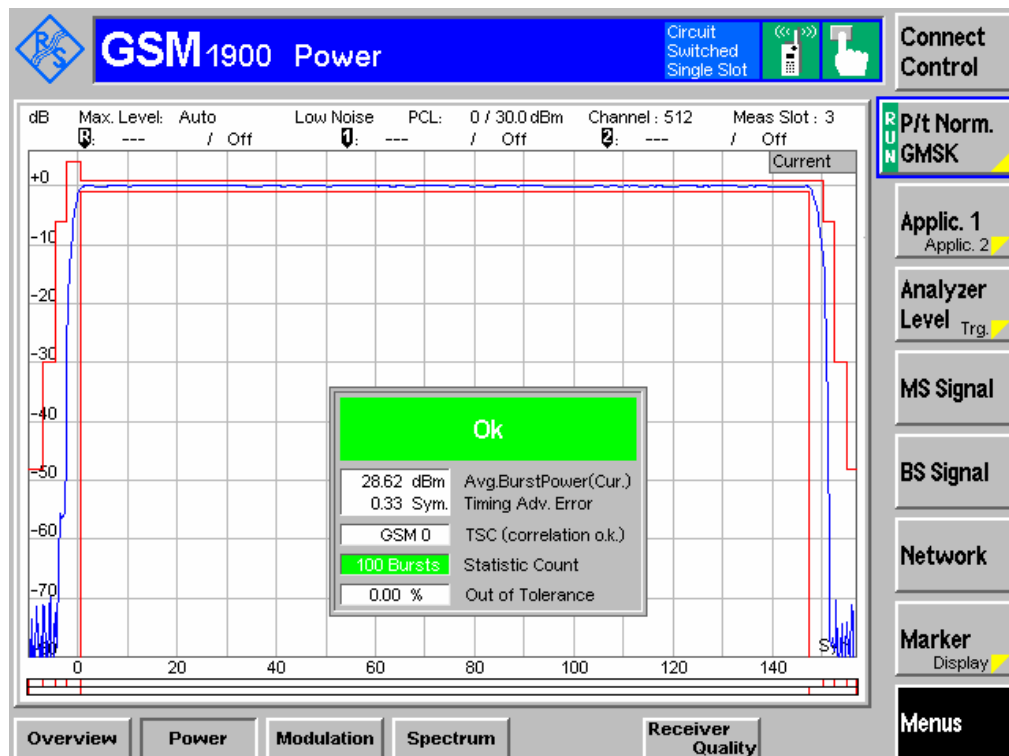 R S
GSM 1900 Power
Circuit
Switched
Single Slot
Connect
Control
dB Max. Level: Auto Low Noise PCL: 0 / 30.0 dBm Channel : 512 Meas Slot : 3
R: --- / Off 1: --- / Off 2: --- / Off
Current
RUN
P/t Norm.
GMSK
Applic. 1
Applic. 2
Analyzer
Level Trg.
MS Signal
BS Signal
Network
Marker
Display
Menus
+0
-10
-20
-30
-40
-50
-60
-70
Ok
28.62 dBm Avg.BurstPower(Cur.)
0.33 Sym. Timing Adv. Error
GSM 0 TSC (correlation o.k.)
100 Bursts Statistic Count
0.00 % Out of Tolerance
0 20 40 60 80 100 120 140
Overview Power Modulation Spectrum Receiver
Quality